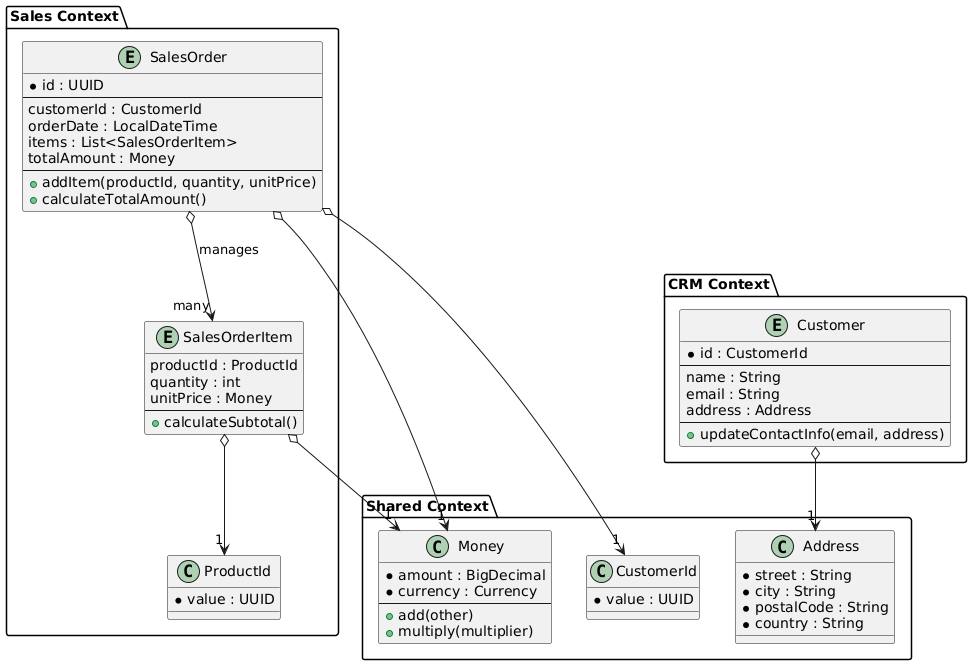 Sales Context
E SalesOrder
id : UUID
customerId : CustomerId
orderDate : LocalDateTime
items : List<SalesOrderItem>
totalAmount : Money
addItem(productId, quantity, unitPrice)
calculateTotalAmount()
manages
many
E SalesOrderItem
productId : ProductId
quantity : int
unitPrice : Money
calculateSubtotal()
1
C ProductId
value : UUID
CRM Context
E Customer
id : CustomerId
name : String
email : String
address : Address
updateContactInfo(email, address)
Shared Context
1
1
1
1
C Money
amount : BigDecimal
currency : Currency
add(other)
multiply(multiplier)
C CustomerId
value : UUID
C Address
street : String
city : String
postalCode : String
country : String